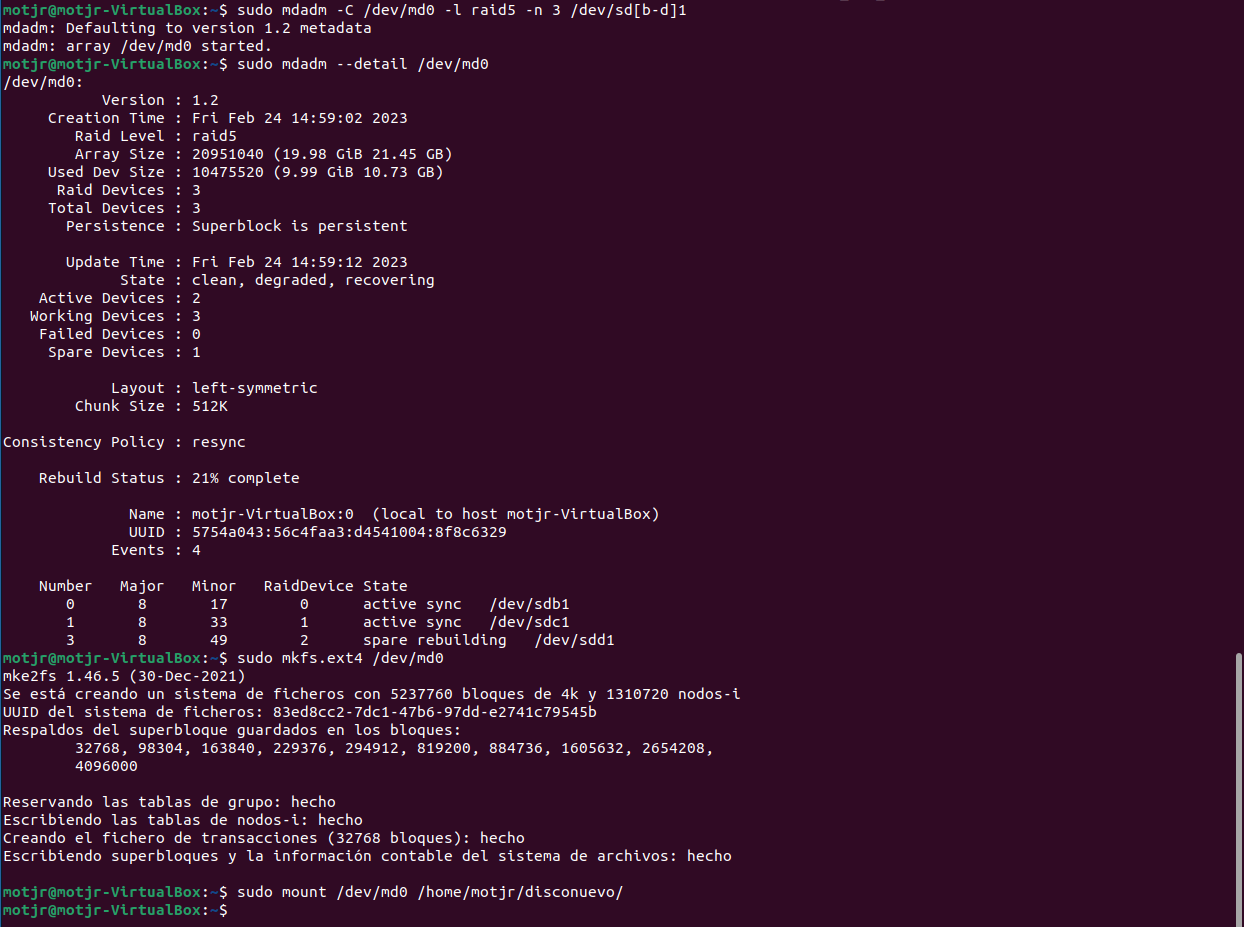 motjr@motjr-VirtualBox:~$ sudo mdadm -C /dev/md0 -l raid5 -n 3 /dev/sd[b-d]1
mdadm: Defaulting to version 1.2 metadata
mdadm: array /dev/md0 started.
motjr@motjr-VirtualBox:~$ sudo mdadm --detail /dev/md0
/dev/md0:
           Version : 1.2
     Creation Time : Fri Feb 24 14:59:02 2023
        Raid Level : raid5
        Array Size : 20951040 (19.98 GiB 21.45 GB)
     Used Dev Size : 10475520 (9.99 GiB 10.73 GB)
      Raid Devices : 3
     Total Devices : 3
       Persistence : Superblock is persistent

       Update Time : Fri Feb 24 14:59:12 2023
             State : clean, degraded, recovering
    Active Devices : 2
   Working Devices : 3
    Failed Devices : 0
     Spare Devices : 1

            Layout : left-symmetric
        Chunk Size : 512K

Consistency Policy : resync

    Rebuild Status : 21% complete

              Name : motjr-VirtualBox:0  (local to host motjr-VirtualBox)
              UUID : 5754a043:56c4faa3:d4541004:8f8c6329
            Events : 4

    Number   Major   Minor   RaidDevice State
       0       8       17        0      active sync   /dev/sdb1
       1       8       33        1      active sync   /dev/sdc1
       3       8       49        2      spare rebuilding   /dev/sdd1
motjr@motjr-VirtualBox:~$ sudo mkfs.ext4 /dev/md0
mke2fs 1.46.5 (30-Dec-2021)
Se está creando un sistema de ficheros con 5237760 bloques de 4k y 1310720 nodos-i
UUID del sistema de ficheros: 83ed8cc2-7dc1-47b6-97dd-e2741c79545b
Respaldos del superbloque guardados en los bloques:
        32768, 98304, 163840, 229376, 294912, 819200, 884736, 1605632, 2654208,
        4096000

Reservando las tablas de grupo: hecho
Escribiendo las tablas de nodos-i: hecho
Creando el fichero de transacciones (32768 bloques): hecho
Escribiendo superbloques y la información contable del sistema de archivos: hecho

motjr@motjr-VirtualBox:~$ sudo mount /dev/md0 /home/motjr/disconuevo/
motjr@motjr-VirtualBox:~$